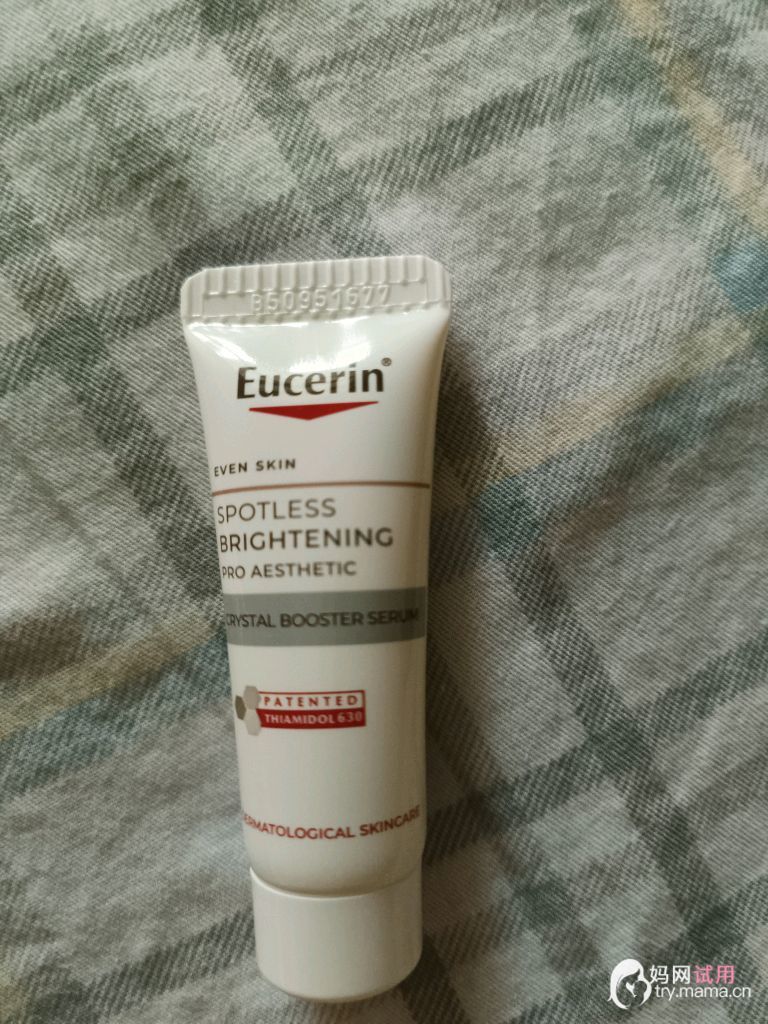 Eucerin®
EVEN SKIN
SPOTLESS
BRIGHTENING
PRO AESTHETIC
CRYSTAL BOOSTER SERUM
PATENTED
THIAMIDOL 630
DERMATOLOGICAL SKINCARE
妈网试用
try.mama.cn